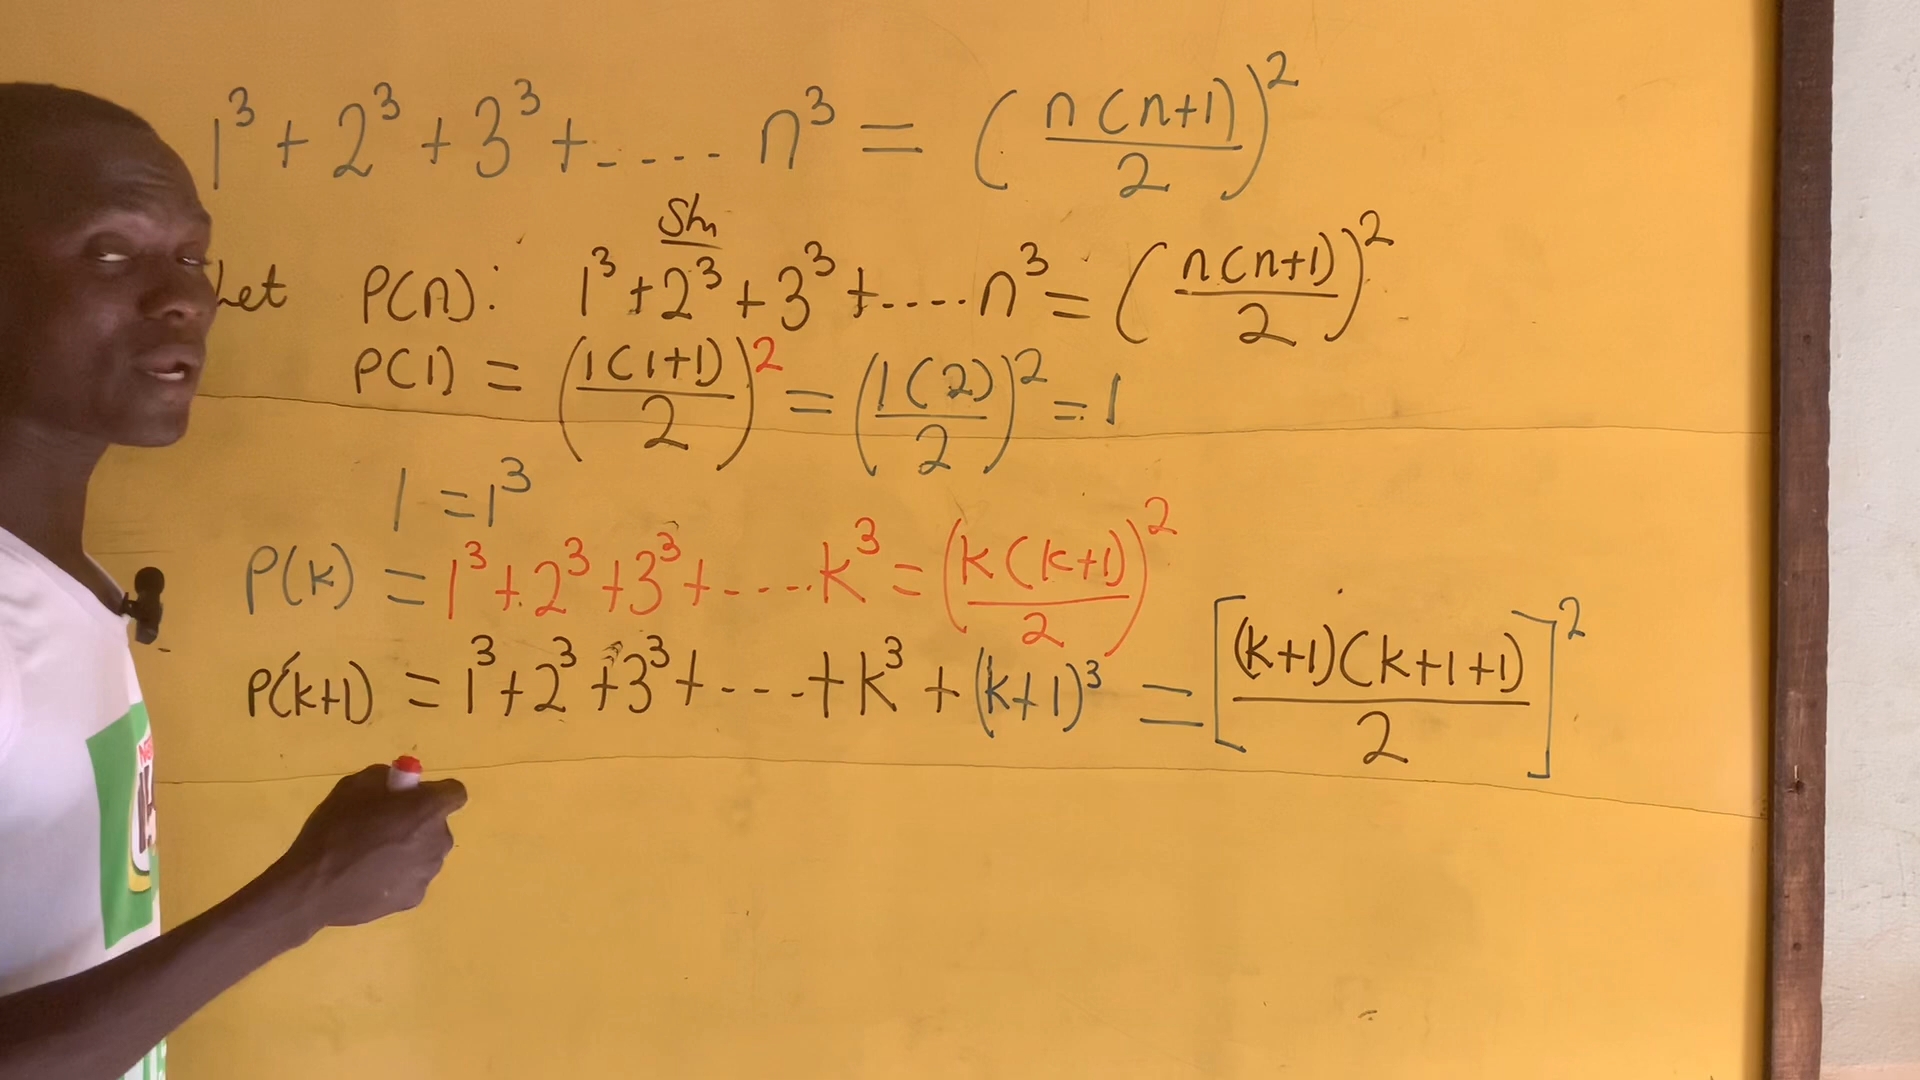 1³ + 2³ + 3³ + ---- n³ = (n(n+1)/2)²
Sln
Let P(n): 1³ + 2³ + 3³ + ---- n³ = (n(n+1)/2)²
P(1) = (1(1+1)/2)² = (1(2)/2)² = 1
1 = 1³
P(k) = 1³ + 2³ + 3³ + ---- k³ = (k(k+1)/2)²
P(k+1) = 1³ + 2³ + 3³ + --- + k³ + (k+1)³ = [(k+1)(k+1+1)/2]²